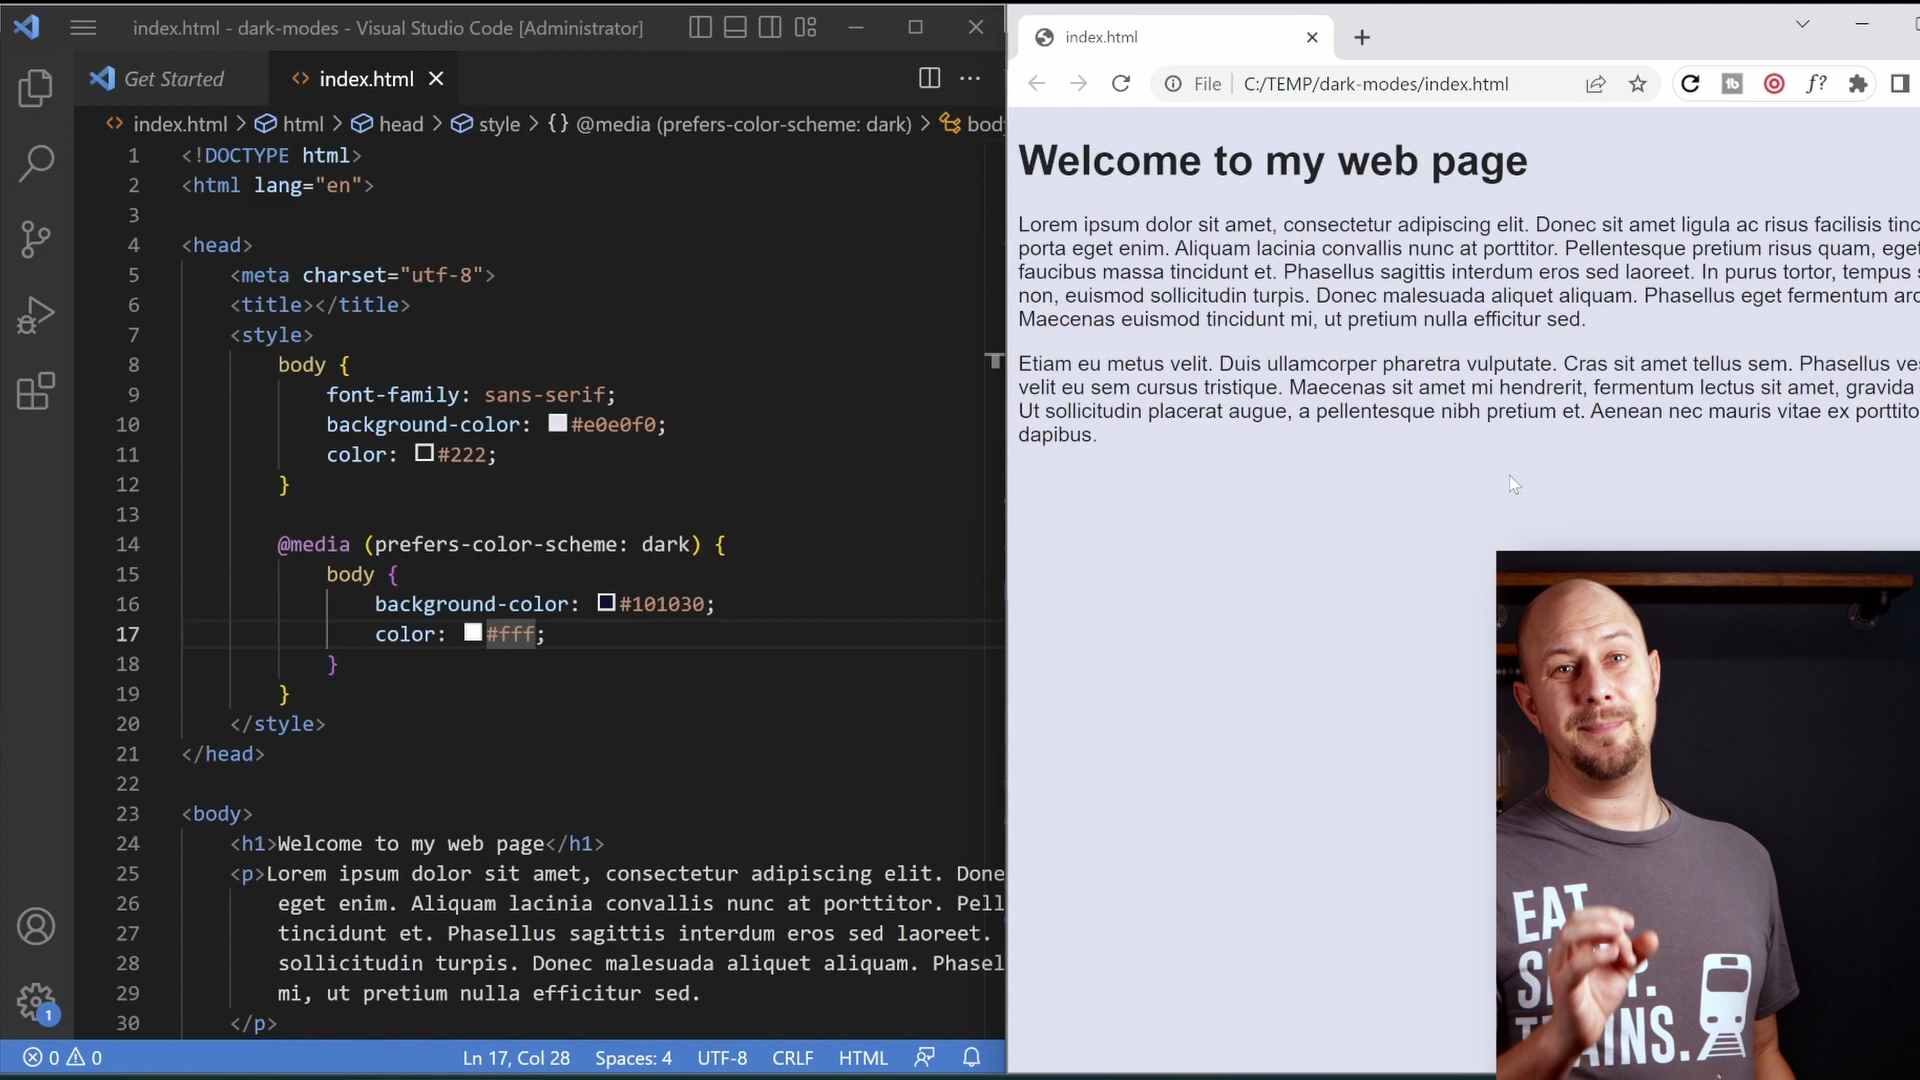 index.html - dark-modes - Visual Studio Code [Administrator]
Get Started
index.html
index.html > html > head > style > {} @media (prefers-color-scheme: dark) > body
1 <!DOCTYPE html>
2 <html lang="en">
3
4 <head>
5 <meta charset="utf-8">
6 <title></title>
7 <style>
8 body {
9 font-family: sans-serif;
10 background-color: #e0e0f0;
11 color: #222;
12 }
13
14 @media (prefers-color-scheme: dark) {
15 body {
16 background-color: #101030;
17 color: #fff;
18 }
19 }
20 </style>
21 </head>
22
23 <body>
24 <h1>Welcome to my web page</h1>
25 <p>Lorem ipsum dolor sit amet, consectetur adipiscing elit. Done
26 eget enim. Aliquam lacinia convallis nunc at porttitor. Pell
27 tincidunt et. Phasellus sagittis interdum eros sed laoreet.
28 sollicitudin turpis. Donec malesuada aliquet aliquam. Phasel
29 mi, ut pretium nulla efficitur sed.
30 </p>
1
0 0 Ln 17, Col 28 Spaces: 4 UTF-8 CRLF HTML
index.html
File C:/TEMP/dark-modes/index.html tb f?
Welcome to my web page
Lorem ipsum dolor sit amet, consectetur adipiscing elit. Donec sit amet ligula ac risus facilisis tinc
porta eget enim. Aliquam lacinia convallis nunc at porttitor. Pellentesque pretium risus quam, eget
faucibus massa tincidunt et. Phasellus sagittis interdum eros sed laoreet. In purus tortor, tempus s
non, euismod sollicitudin turpis. Donec malesuada aliquet aliquam. Phasellus eget fermentum arc
Maecenas euismod tincidunt mi, ut pretium nulla efficitur sed.
Etiam eu metus velit. Duis ullamcorper pharetra vulputate. Cras sit amet tellus sem. Phasellus ves
velit eu sem cursus tristique. Maecenas sit amet mi hendrerit, fermentum lectus sit amet, gravida
Ut sollicitudin placerat augue, a pellentesque nibh pretium et. Aenean nec mauris vitae ex porttito
dapibus.
EAT.